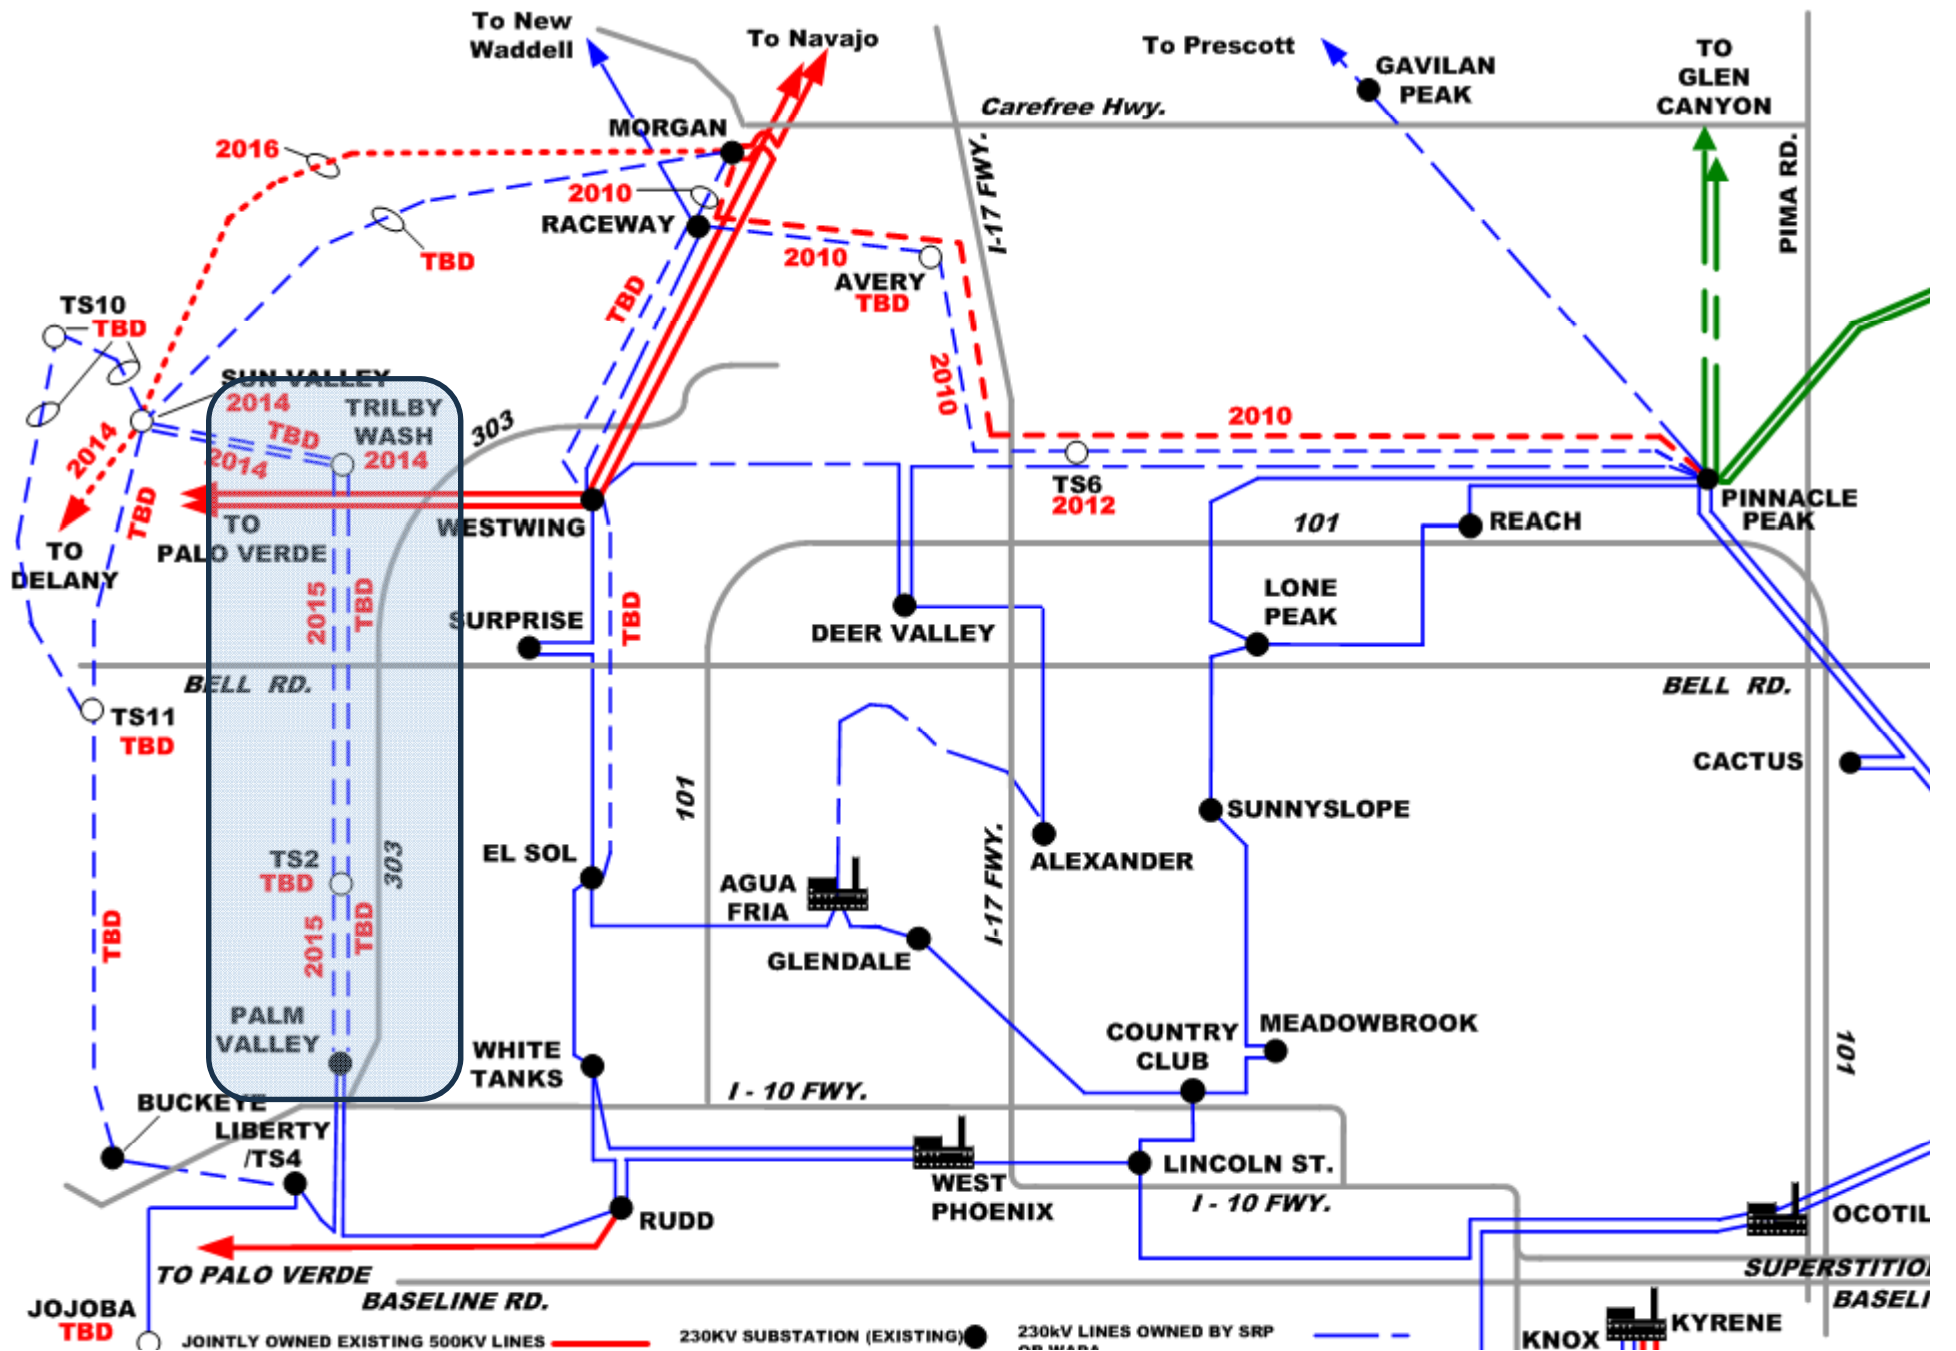 To New
Waddell
To Navajo
To Prescott
GAVILAN
PEAK
TO
GLEN
CANYON
Carefree Hwy.
PIMA RD.
I-17 FWY.
MORGAN
2016
2010
RACEWAY
TBD
2010
AVERY
TBD
TBD
2010
TS10
TBD
SUN VALLEY
2014
TRILBY
WASH
2014
TBD
2014
303
2014
TBD
TO
DELANY
TO
PALO VERDE
WESTWING
2010
TS6
2012
PINNACLE
PEAK
101
REACH
LONE
PEAK
2015
TBD
SURPRISE
TBD
DEER VALLEY
BELL RD.
BELL RD.
TS11
TBD
CACTUS
101
SUNNYSLOPE
ALEXANDER
I-17 FWY.
EL SOL
AGUA
FRIA
GLENDALE
TS2
TBD
303
2015
TBD
TBD
PALM
VALLEY
WHITE
TANKS
COUNTRY
CLUB
MEADOWBROOK
101
I - 10 FWY.
BUCKEYE
LIBERTY
/TS4
LINCOLN ST.
WEST
PHOENIX
I - 10 FWY.
RUDD
OCOTIL
TO PALO VERDE
SUPERSTITIO
BASELINE RD.
BASELI
JOJOBA
TBD
KNOX
KYRENE
JOINTLY OWNED EXISTING 500KV LINES
230KV SUBSTATION (EXISTING)
230kV LINES OWNED BY SRP
OR WAPA